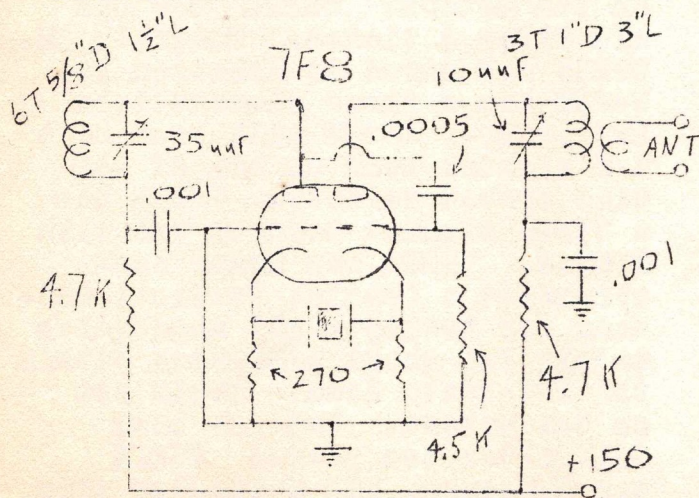 6T 5/8"D 1½"L
7F8
3T 1"D 3"L
10uuF
35uuF
.0005
ANT
.001
.001
4.7K
270
4.7K
4.5K
+150